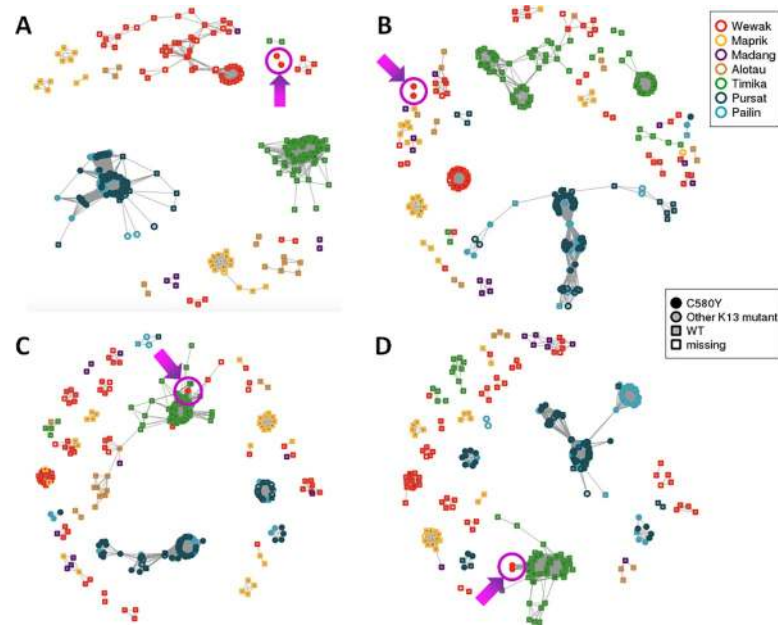 A
B
Wewak
Maprik
Madang
Alotau
Timika
Pursat
Pailin
C580Y
Other K13 mutant
WT
missing
C
D